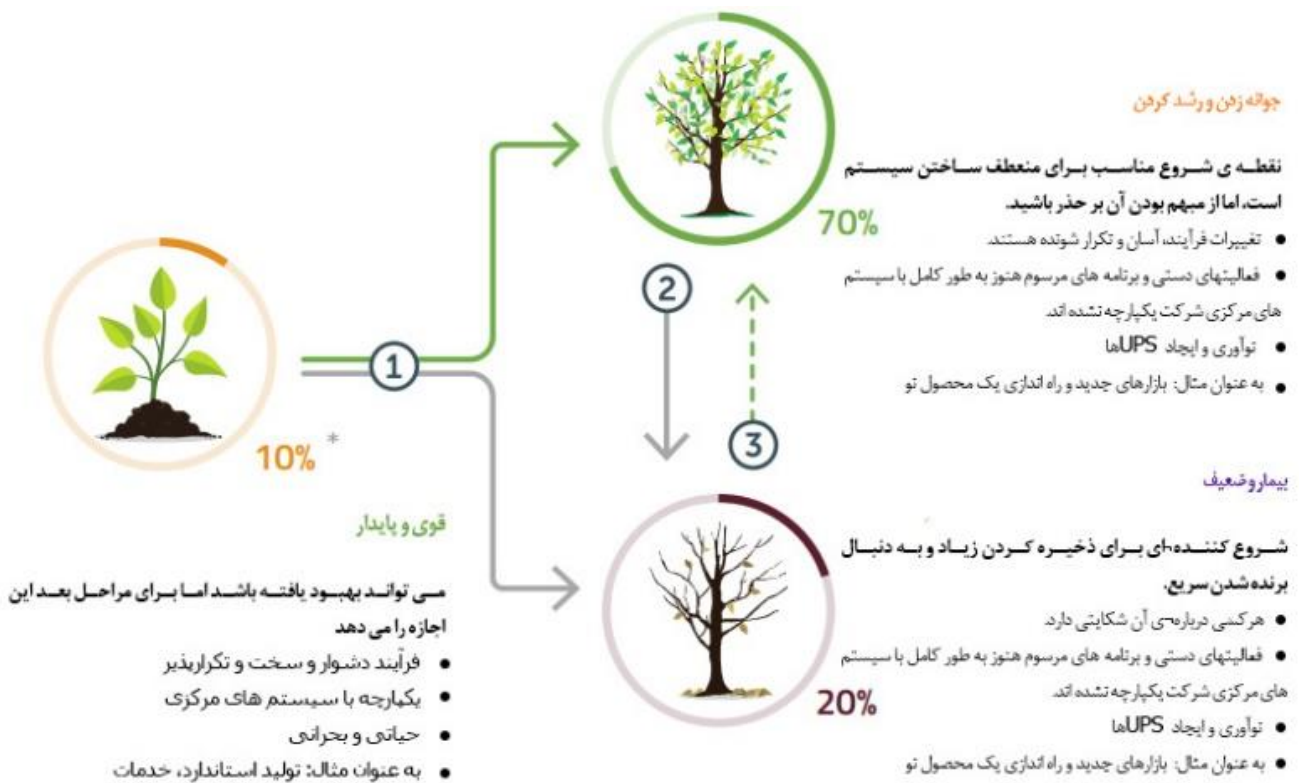 جوانه زدن و رشد کردن
نقطه ی شروع مناسب برای منعطف ساختن سیستم
است، اما از مبهم بودن آن بر حذر باشید.
● تغییرات فرآیند، آسان و تکرار شونده هستند.
● فعالیتهای دستی و برنامه های مرسوم هنوز به طور کامل با سیستم
های مرکزی شرکت یکپارچه نشده اند.
● نوآوری و ایجاد UPSها
● به عنوان مثال: بازارهای جدید و راه اندازی یک محصول نو
70%
2
1
3
10% *
قوی و پایدار
می تواند بهبود یافته باشد اما برای مراحل بعد این
اجازه را می دهد
● فرآیند دشوار و سخت و تکرارپذیر
● یکپارچه با سیستم های مرکزی
● حیاتی و بحرانی
● به عنوان مثال: تولید استاندارد، خدمات
بیمار و ضعیف
شروع کننده¬ای برای ذخیره کردن زیاد و به دنبال
برنده شدن سریع.
● هرکسی درباره¬ی آن شکایتی دارد.
● فعالیتهای دستی و برنامه های مرسوم هنوز به طور کامل با سیستم
های مرکزی شرکت یکپارچه نشده اند.
● نوآوری و ایجاد UPSها
● به عنوان مثال: بازارهای جدید و راه اندازی یک محصول نو
20%